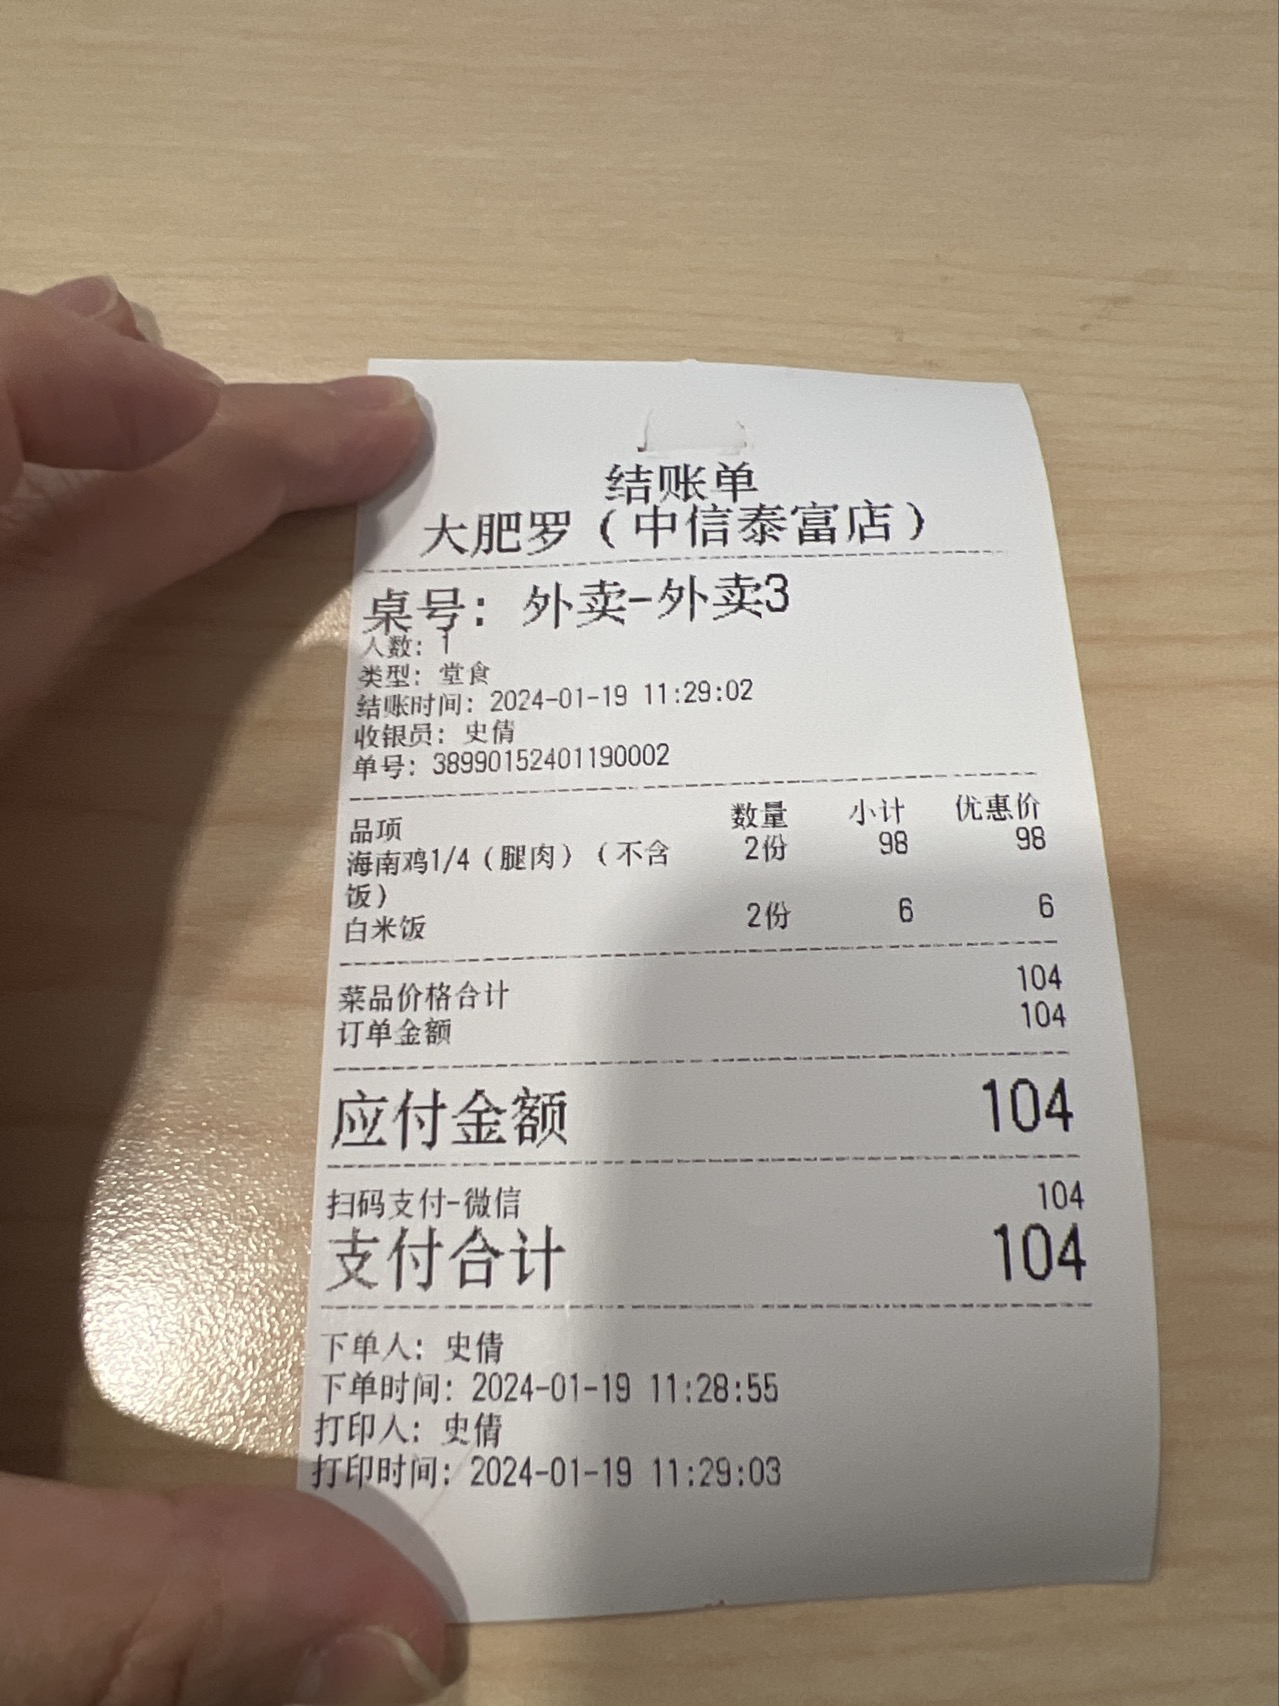 结账单
大肥罗（中信泰富店）
桌号：外卖-外卖3
人数：1
类型：堂食
结账时间：2024-01-19 11:29:02
收银员：史倩
单号：38990152401190002
品项 数量 小计 优惠价
海南鸡1/4（腿肉）（不含 2份 98 98
饭）
白米饭 2份 6 6
菜品价格合计 104
订单金额 104
应付金额 104
扫码支付-微信 104
支付合计 104
下单人：史倩
下单时间：2024-01-19 11:28:55
打印人：史倩
打印时间：2024-01-19 11:29:03